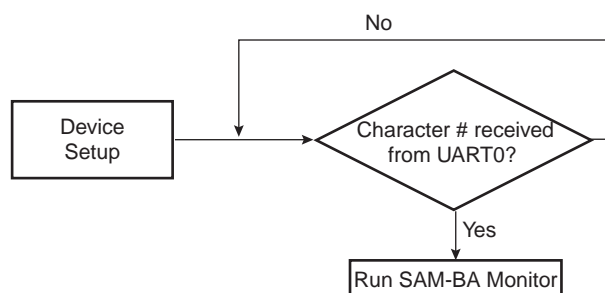 No
Device
Setup
Character # received
from UART0?
Yes
Run SAM-BA Monitor